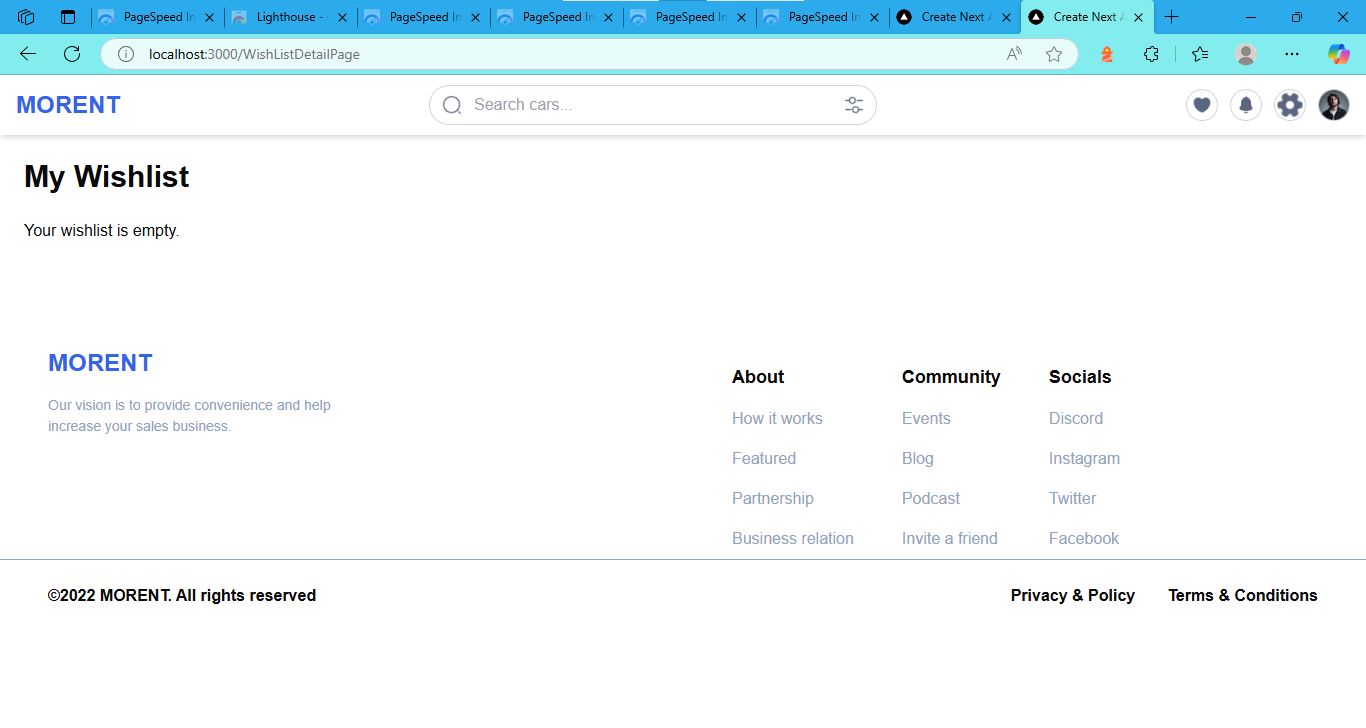 PageSpeed In
Lighthouse -
PageSpeed In
PageSpeed In
PageSpeed In
PageSpeed In
Create Next A
Create Next A
localhost:3000/WishListDetailPage
MORENT
Search cars...
My Wishlist
Your wishlist is empty.
MORENT
Our vision is to provide convenience and help
increase your sales business.
About
How it works
Featured
Partnership
Business relation
Community
Events
Blog
Podcast
Invite a friend
Socials
Discord
Instagram
Twitter
Facebook
©2022 MORENT. All rights reserved
Privacy & Policy
Terms & Conditions